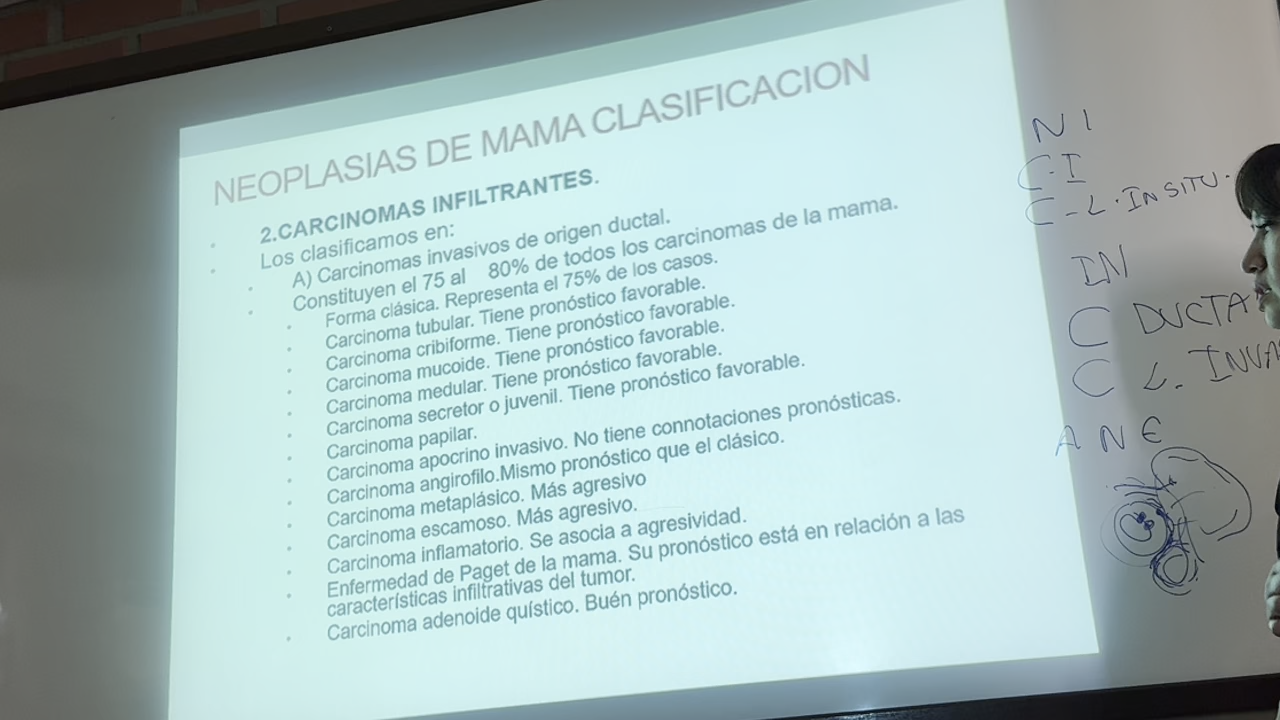 NEOPLASIAS DE MAMA CLASIFICACION
2.CARCINOMAS INFILTRANTES.
Los clasificamos en:
A) Carcinomas invasivos de origen ductal.
Constituyen el 75 al 80% de todos los carcinomas de la mama.
Forma clásica. Representa el 75% de los casos.
Carcinoma tubular. Tiene pronóstico favorable.
Carcinoma cribiforme. Tiene pronóstico favorable.
Carcinoma mucoide. Tiene pronóstico favorable.
Carcinoma medular. Tiene pronóstico favorable.
Carcinoma secretor o juvenil. Tiene pronóstico favorable.
Carcinoma papilar.
Carcinoma apocrino invasivo. No tiene connotaciones pronósticas.
Carcinoma angirofilo.Mismo pronóstico que el clásico.
Carcinoma metaplásico. Más agresivo
Carcinoma escamoso. Más agresivo.
Carcinoma inflamatorio. Se asocia a agresividad.
Enfermedad de Paget de la mama. Su pronóstico está en relación a las
características infiltrativas del tumor.
Carcinoma adenoide quístico. Buén pronóstico.
N I
C-I
C-L. INSITU.
IN
C DUCTA
C L. INVA
A N E